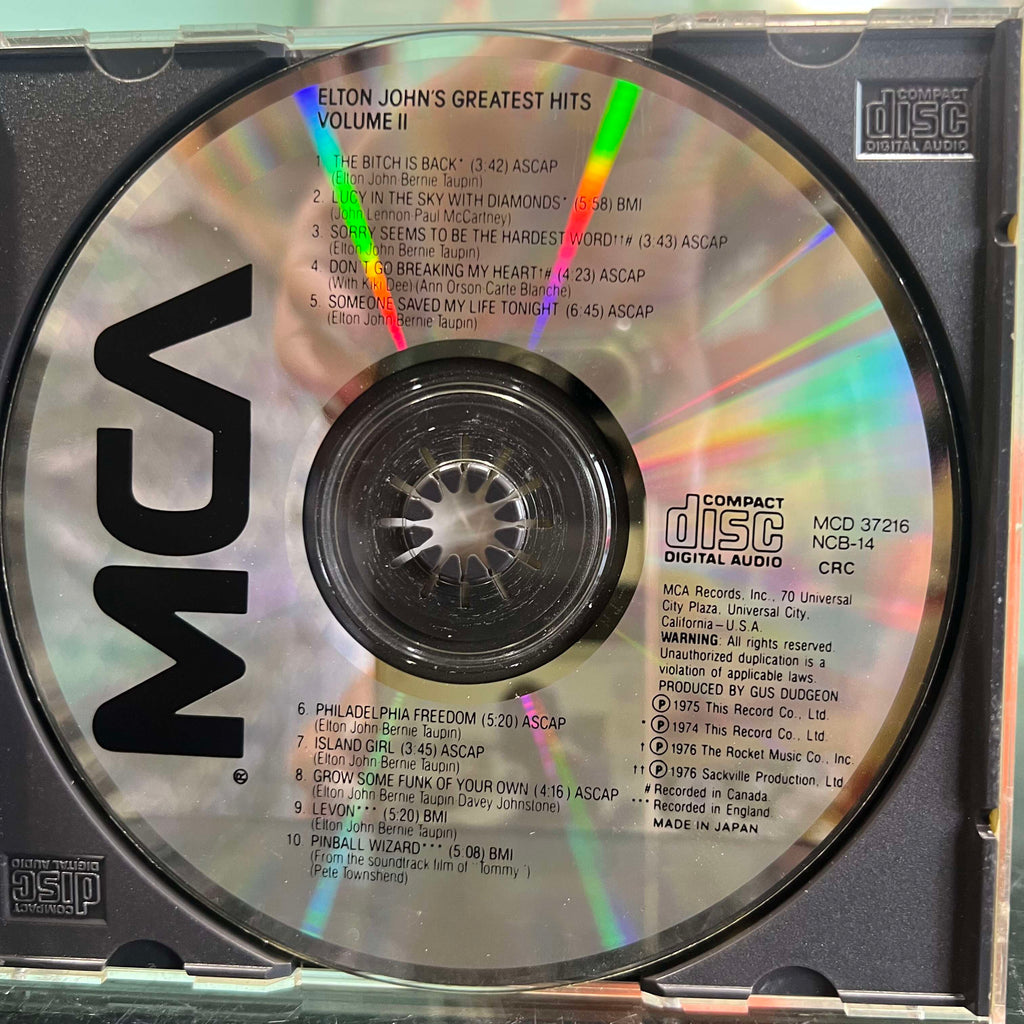 ELTON JOHN'S GREATEST HITS
VOLUME II
1. THE BITCH IS BACK* (3:42) ASCAP
(Elton John Bernie Taupin)
2. LUCY IN THE SKY WITH DIAMONDS* (5:58) BMI
(John Lennon Paul McCartney)
3. SORRY SEEMS TO BE THE HARDEST WORD††# (3:43) ASCAP
(Elton John Bernie Taupin)
4. DON'T GO BREAKING MY HEART†# (4:23) ASCAP
(With Kiki Dee) (Ann Orson Carte Blanche)
5. SOMEONE SAVED MY LIFE TONIGHT (6:45) ASCAP
(Elton John Bernie Taupin)
MCA
®
COMPACT
disc
DIGITAL AUDIO
MCD 37216
NCB-14
CRC
MCA Records, Inc., 70 Universal
City Plaza, Universal City,
California – U.S.A.
WARNING: All rights reserved.
Unauthorized duplication is a
violation of applicable laws.
PRODUCED BY GUS DUDGEON
Ⓟ 1975 This Record Co., Ltd.
* Ⓟ 1974 This Record Co., Ltd.
† Ⓟ 1976 The Rocket Music Co., Inc.
†† Ⓟ 1976 Sackville Production, Ltd.
# Recorded in Canada.
*** Recorded in England.
MADE IN JAPAN
6. PHILADELPHIA FREEDOM (5:20) ASCAP
(Elton John Bernie Taupin)
7. ISLAND GIRL (3:45) ASCAP
(Elton John Bernie Taupin)
8. GROW SOME FUNK OF YOUR OWN (4:16) ASCAP
(Elton John Bernie Taupin Davey Johnstone)
9. LEVON*** (5:20) BMI
(Elton John Bernie Taupin)
10. PINBALL WIZARD*** (5:08) BMI
(From the soundtrack film of "Tommy")
(Pete Townshend)
COMPACT
disc
DIGITAL AUDIO
COMPACT
disc
DIGITAL AUDIO